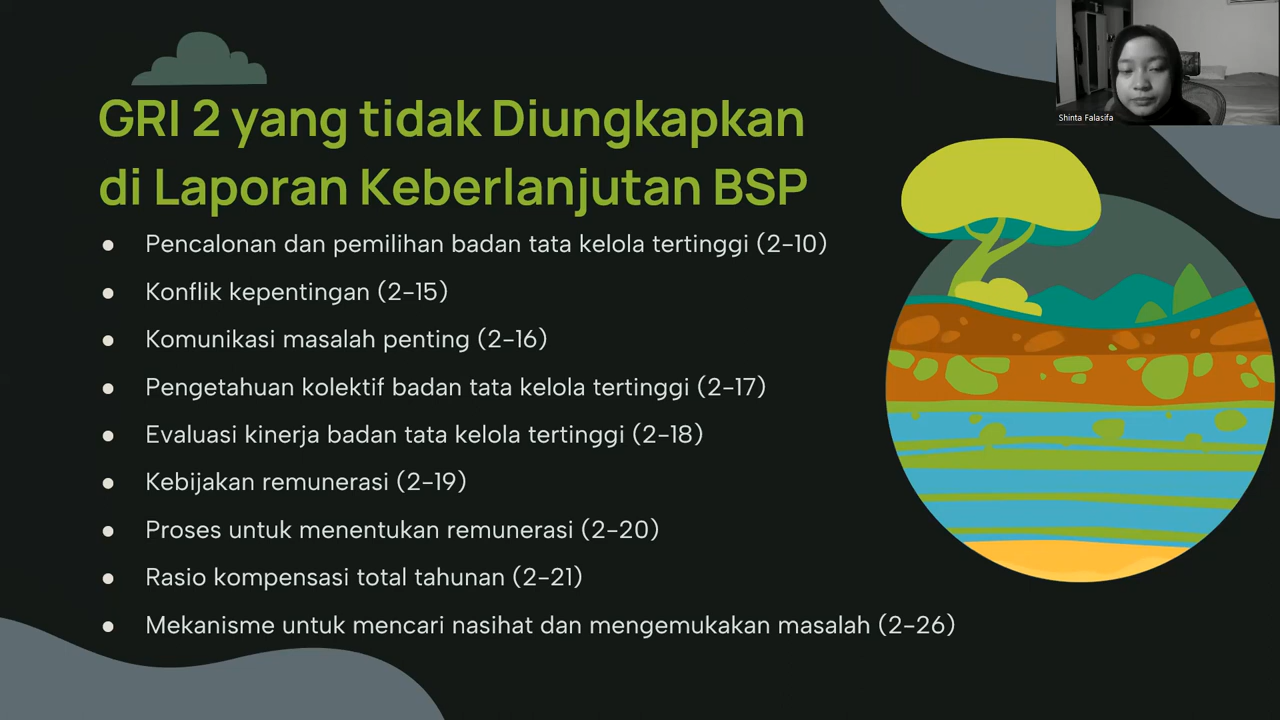 GRI 2 yang tidak Diungkapkan
di Laporan Keberlanjutan BSP
● Pencalonan dan pemilihan badan tata kelola tertinggi (2-10)
● Konflik kepentingan (2-15)
● Komunikasi masalah penting (2-16)
● Pengetahuan kolektif badan tata kelola tertinggi (2-17)
● Evaluasi kinerja badan tata kelola tertinggi (2-18)
● Kebijakan remunerasi (2-19)
● Proses untuk menentukan remunerasi (2-20)
● Rasio kompensasi total tahunan (2-21)
● Mekanisme untuk mencari nasihat dan mengemukakan masalah (2-26)
Shinta Falasifa